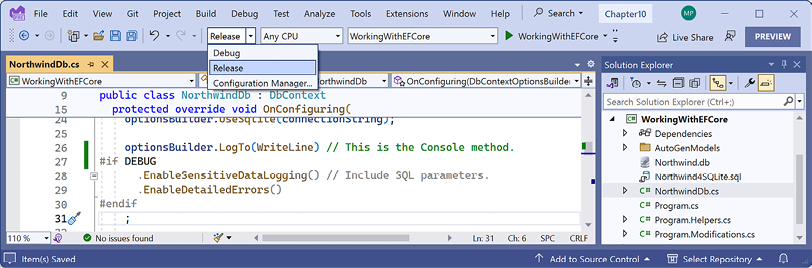 File Edit View Git Project Build Debug Test Analyze Tools Extensions Window Help Search Chapter10 MP
Release Any CPU WorkingWithEFCore WorkingWithEFCore Live Share PREVIEW
Debug
Release
Configuration Manager...
NorthwindDb.cs
WorkingWithEFCore NorthwindDb OnConfiguring(DbContextOptionsBuilder
9 public class NorthwindDb : DbContext
15 protected override void OnConfiguring(
24 optionsBuilder.UseSqlite(connectionString);
25
26 optionsBuilder.LogTo(WriteLine) // This is the Console method.
27 #if DEBUG
28 .EnableSensitiveDataLogging() // Include SQL parameters.
29 .EnableDetailedErrors()
30 #endif
31 ;
110 % No issues found Ln: 31 Ch: 6 SPC CRLF
Solution Explorer
Search Solution Explorer (Ctrl+;)
WorkingWithEFCore
Dependencies
AutoGenModels
Northwind.db
Northwind4SQLite.sql
C# NorthwindDb.cs
C# Program.cs
C# Program.Helpers.cs
C# Program.Modifications.cs
Item(s) Saved Add to Source Control Select Repository